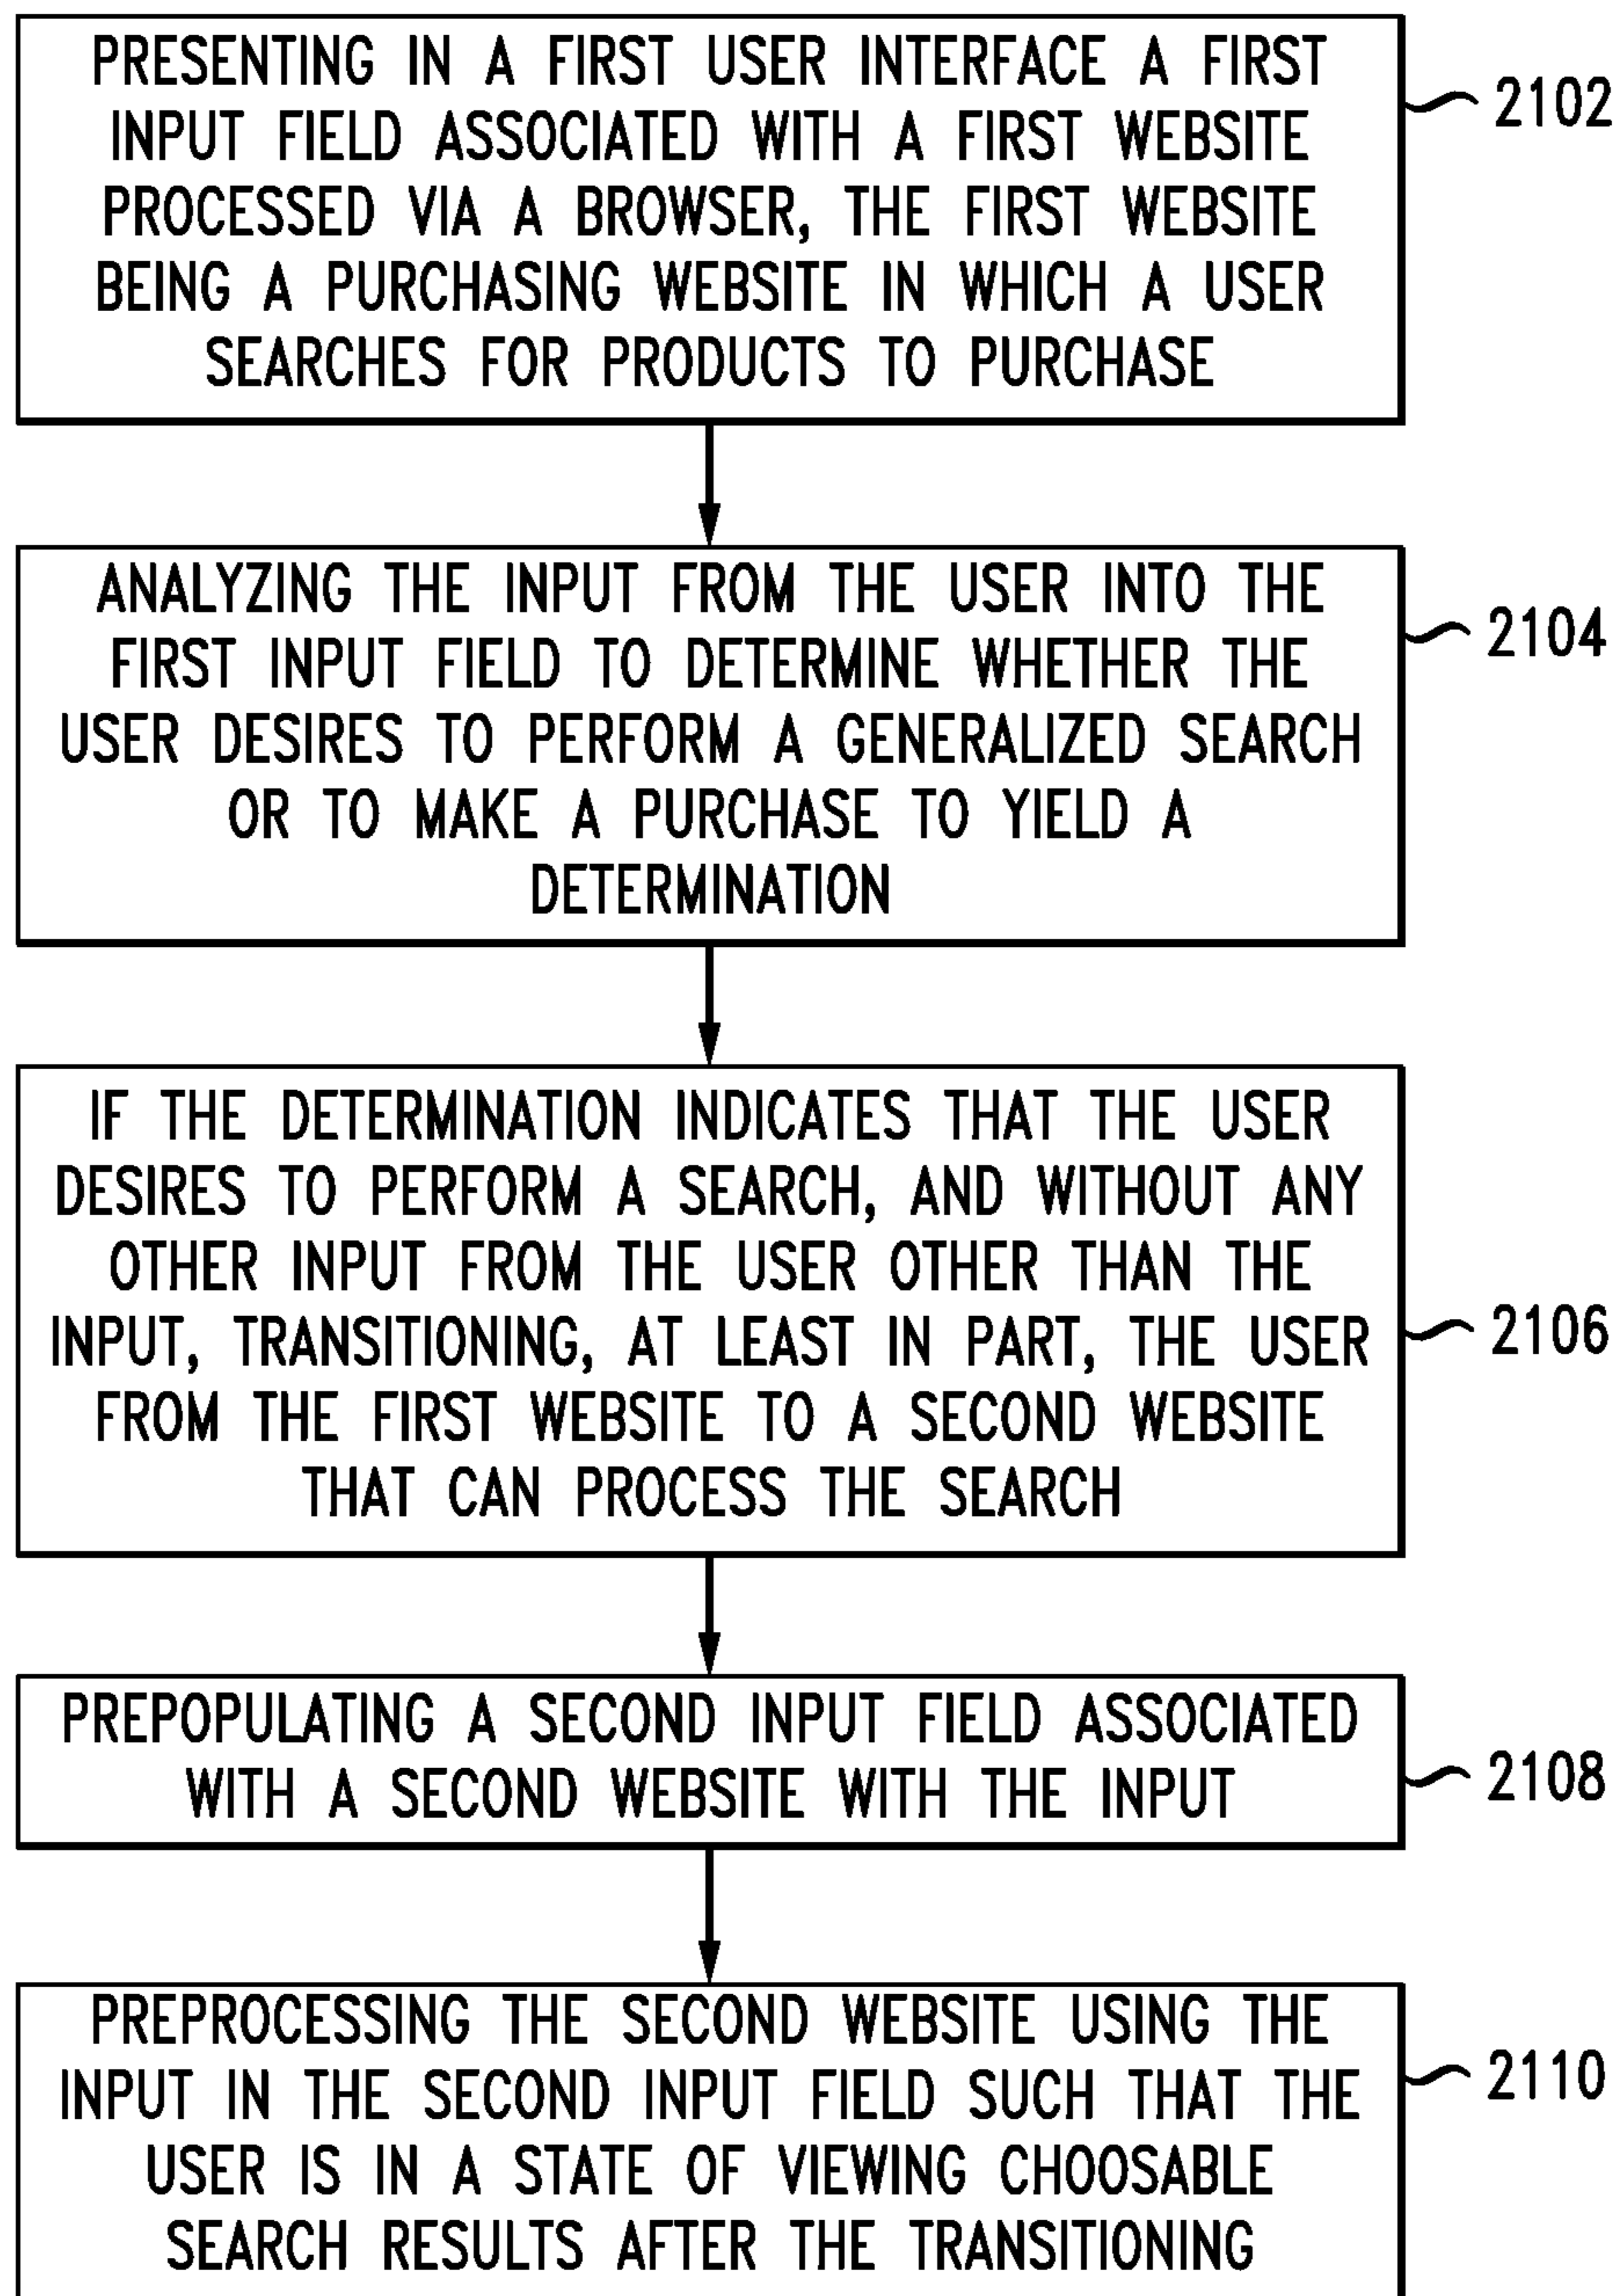 PRESENTING IN A FIRST USER INTERFACE A FIRST
INPUT FIELD ASSOCIATED WITH A FIRST WEBSITE
PROCESSED VIA A BROWSER, THE FIRST WEBSITE
BEING A PURCHASING WEBSITE IN WHICH A USER
SEARCHES FOR PRODUCTS TO PURCHASE
2102
ANALYZING THE INPUT FROM THE USER INTO THE
FIRST INPUT FIELD TO DETERMINE WHETHER THE
USER DESIRES TO PERFORM A GENERALIZED SEARCH
OR TO MAKE A PURCHASE TO YIELD A
DETERMINATION
2104
IF THE DETERMINATION INDICATES THAT THE USER
DESIRES TO PERFORM A SEARCH, AND WITHOUT ANY
OTHER INPUT FROM THE USER OTHER THAN THE
INPUT, TRANSITIONING, AT LEAST IN PART, THE USER
FROM THE FIRST WEBSITE TO A SECOND WEBSITE
THAT CAN PROCESS THE SEARCH
2106
PREPOPULATING A SECOND INPUT FIELD ASSOCIATED
WITH A SECOND WEBSITE WITH THE INPUT
2108
PREPROCESSING THE SECOND WEBSITE USING THE
INPUT IN THE SECOND INPUT FIELD SUCH THAT THE
USER IS IN A STATE OF VIEWING CHOOSABLE
SEARCH RESULTS AFTER THE TRANSITIONING
2110